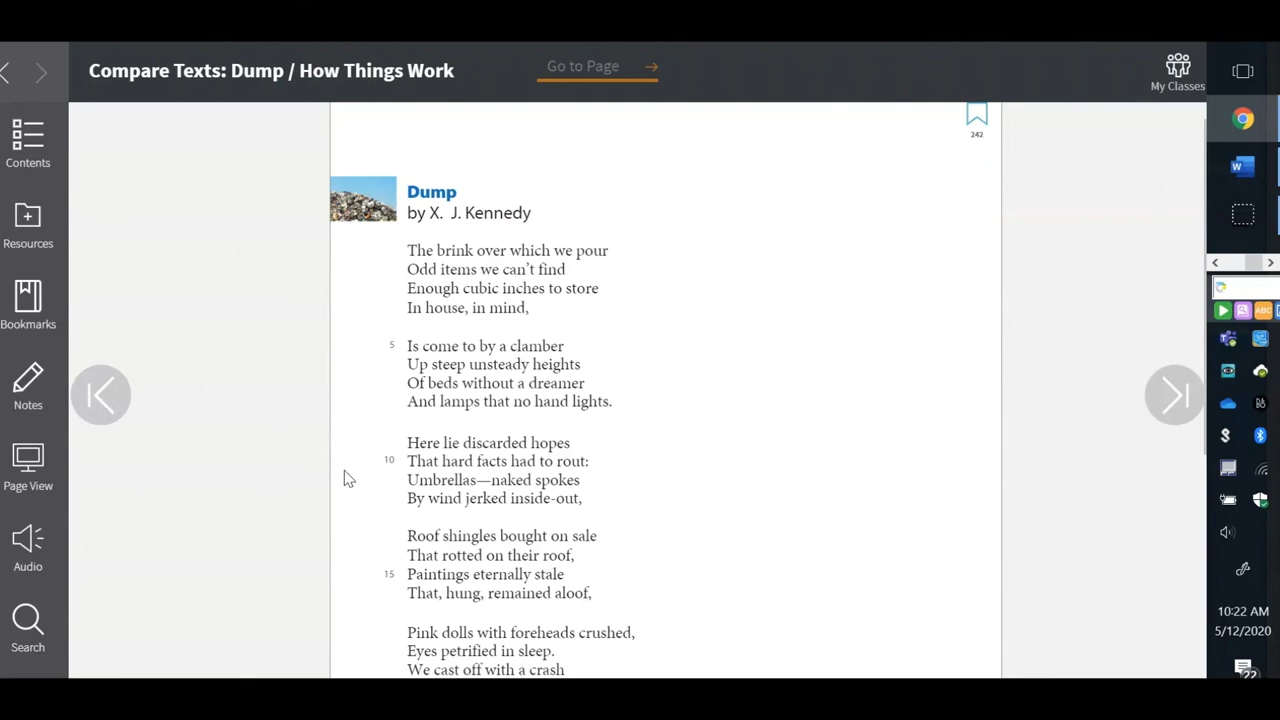 Compare Texts: Dump / How Things Work
Go to Page
My Classes
Contents
Resources
Bookmarks
Notes
Page View
Audio
Search
242
Dump
by X. J. Kennedy
The brink over which we pour
Odd items we can't find
Enough cubic inches to store
In house, in mind,
5 Is come to by a clamber
Up steep unsteady heights
Of beds without a dreamer
And lamps that no hand lights.
Here lie discarded hopes
10 That hard facts had to rout:
Umbrellas—naked spokes
By wind jerked inside-out,
Roof shingles bought on sale
That rotted on their roof,
15 Paintings eternally stale
That, hung, remained aloof,
Pink dolls with foreheads crushed,
Eyes petrified in sleep.
We cast off with a crash
W
ABC
10:22 AM
5/12/2020
22